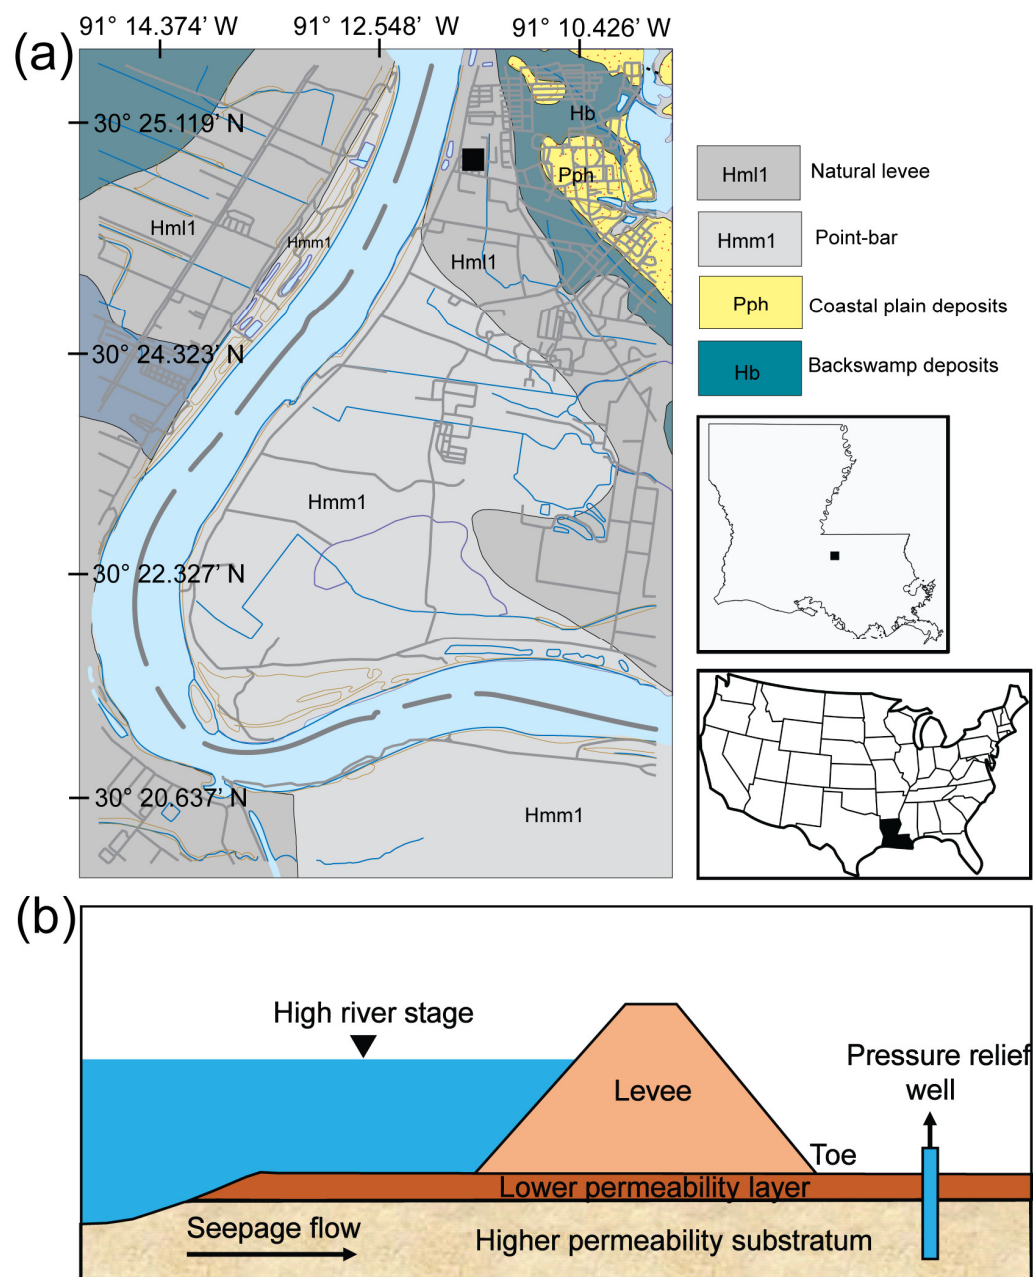 91° 14.374' W 91° 12.548' W 91° 10.426' W
(a)
30° 25.119' N
Hb
Pph
Hml1
Hmm1
Hml1
30° 24.323' N
Hmm1
30° 22.327' N
30° 20.637' N
Hmm1
Hml1 Natural levee
Hmm1 Point-bar
Pph Coastal plain deposits
Hb Backswamp deposits
(b)
High river stage
Pressure relief
well
Levee
Toe
Lower permeability layer
Seepage flow
Higher permeability substratum